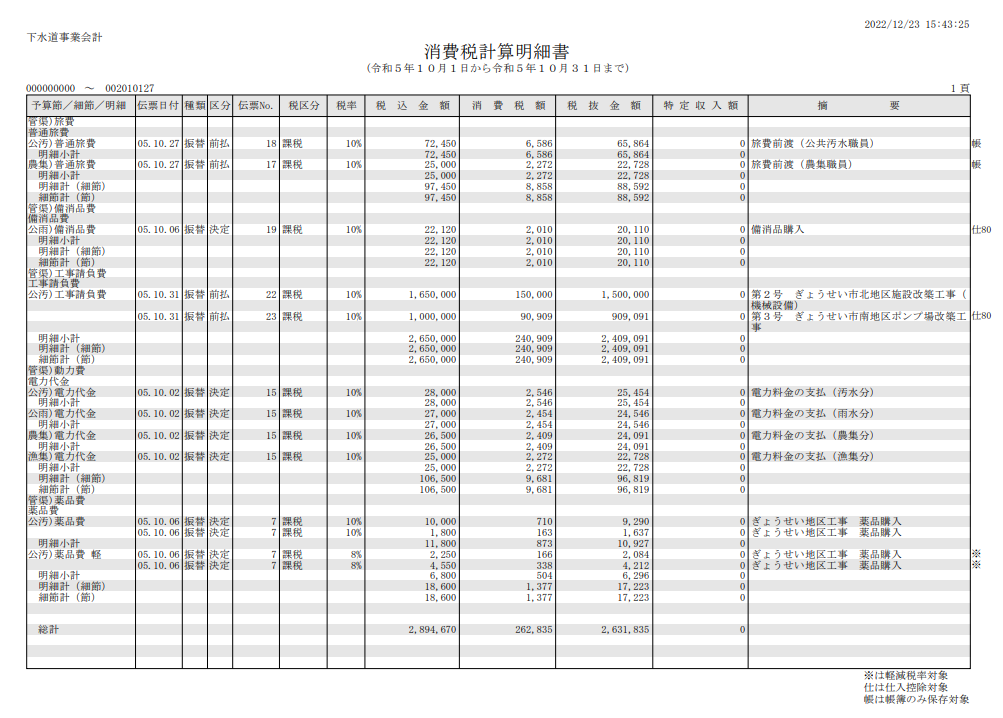 2022/12/23 15:43:25
下水道事業会計
消費税計算明細書
(令和5年10月1日から令和5年10月31日まで)
000000000 ～ 002010127 1 頁
予算節／細節／明細 伝票日付 種類 区分 伝票No. 税区分 税率 税込金額 消費税額 税抜金額 特定収入額 摘要
管渠)旅費
普通旅費
公汚)普通旅費 05.10.27 振替 前払 18 課税 10% 72,450 6,586 65,864 0 旅費前渡（公共汚水職員） 帳
明細小計 72,450 6,586 65,864 0
農集)普通旅費 05.10.27 振替 前払 17 課税 10% 25,000 2,272 22,728 0 旅費前渡（農集職員） 帳
明細小計 25,000 2,272 22,728 0
明細計（細節） 97,450 8,858 88,592 0
細節計（節） 97,450 8,858 88,592 0
管渠)備消品費
備消品費
公雨)備消品費 05.10.06 振替 決定 19 課税 10% 22,120 2,010 20,110 0 備消品購入 仕80
明細小計 22,120 2,010 20,110 0
明細計（細節） 22,120 2,010 20,110 0
細節計（節） 22,120 2,010 20,110 0
管渠)工事請負費
工事請負費
公汚)工事請負費 05.10.31 振替 前払 22 課税 10% 1,650,000 150,000 1,500,000 0 第2号　ぎょうせい市北地区施設改築工事（
機械設備）
05.10.31 振替 前払 23 課税 10% 1,000,000 90,909 909,091 0 第3号　ぎょうせい市南地区ポンプ場改築工 仕80
事
明細小計 2,650,000 240,909 2,409,091 0
明細計（細節） 2,650,000 240,909 2,409,091 0
細節計（節） 2,650,000 240,909 2,409,091 0
管渠)動力費
電力代金
公汚)電力代金 05.10.02 振替 決定 15 課税 10% 28,000 2,546 25,454 0 電力料金の支払（汚水分）
明細小計 28,000 2,546 25,454 0
公雨)電力代金 05.10.02 振替 決定 15 課税 10% 27,000 2,454 24,546 0 電力料金の支払（雨水分）
明細小計 27,000 2,454 24,546 0
農集)電力代金 05.10.02 振替 決定 15 課税 10% 26,500 2,409 24,091 0 電力料金の支払（農集分）
明細小計 26,500 2,409 24,091 0
漁集)電力代金 05.10.02 振替 決定 15 課税 10% 25,000 2,272 22,728 0 電力料金の支払（漁集分）
明細小計 25,000 2,272 22,728 0
明細計（細節） 106,500 9,681 96,819 0
細節計（節） 106,500 9,681 96,819 0
管渠)薬品費
薬品費
公汚)薬品費 05.10.06 振替 決定 7 課税 10% 10,000 710 9,290 0 ぎょうせい地区工事　薬品購入
05.10.06 振替 決定 7 課税 10% 1,800 163 1,637 0 ぎょうせい地区工事　薬品購入
明細小計 11,800 873 10,927 0
公汚)薬品費 軽 05.10.06 振替 決定 7 課税 8% 2,250 166 2,084 0 ぎょうせい地区工事　薬品購入 ※
05.10.06 振替 決定 7 課税 8% 4,550 338 4,212 0 ぎょうせい地区工事　薬品購入 ※
明細小計 6,800 504 6,296 0
明細計（細節） 18,600 1,377 17,223 0
細節計（節） 18,600 1,377 17,223 0
総計 2,894,670 262,835 2,631,835 0
※は軽減税率対象
仕は仕入控除対象
帳は帳簿のみ保存対象